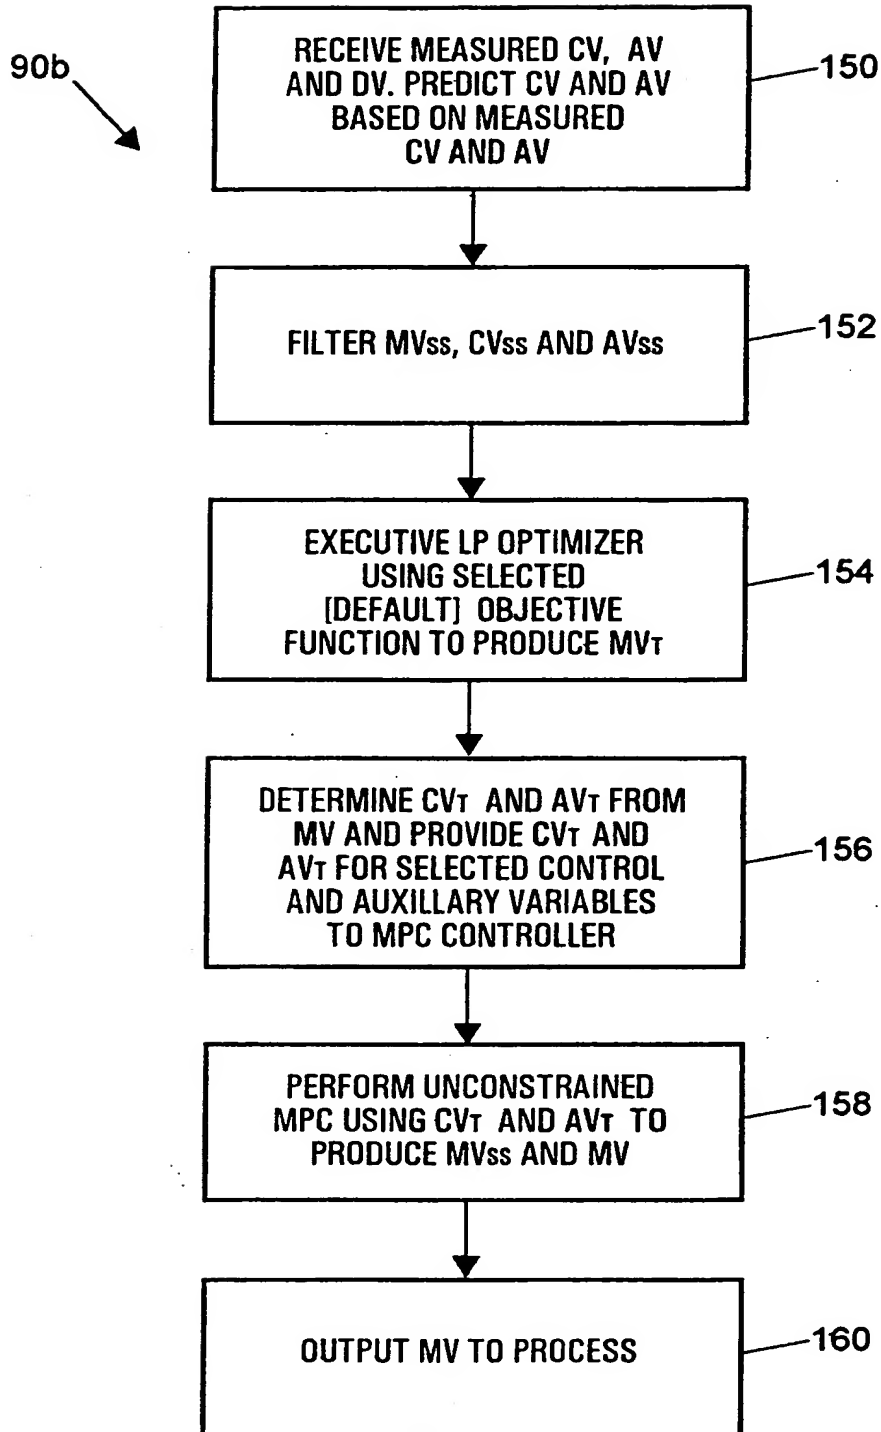 90b
RECEIVE MEASURED CV, AV
AND DV. PREDICT CV AND AV
BASED ON MEASURED
CV AND AV
150
FILTER MVss, CVss AND AVss
152
EXECUTIVE LP OPTIMIZER
USING SELECTED
[DEFAULT] OBJECTIVE
FUNCTION TO PRODUCE MVT
154
DETERMINE CVT AND AVT FROM
MV AND PROVIDE CVT AND
AVT FOR SELECTED CONTROL
AND AUXILLARY VARIABLES
TO MPC CONTROLLER
156
PERFORM UNCONSTRAINED
MPC USING CVT AND AVT TO
PRODUCE MVss AND MV
158
OUTPUT MV TO PROCESS
160